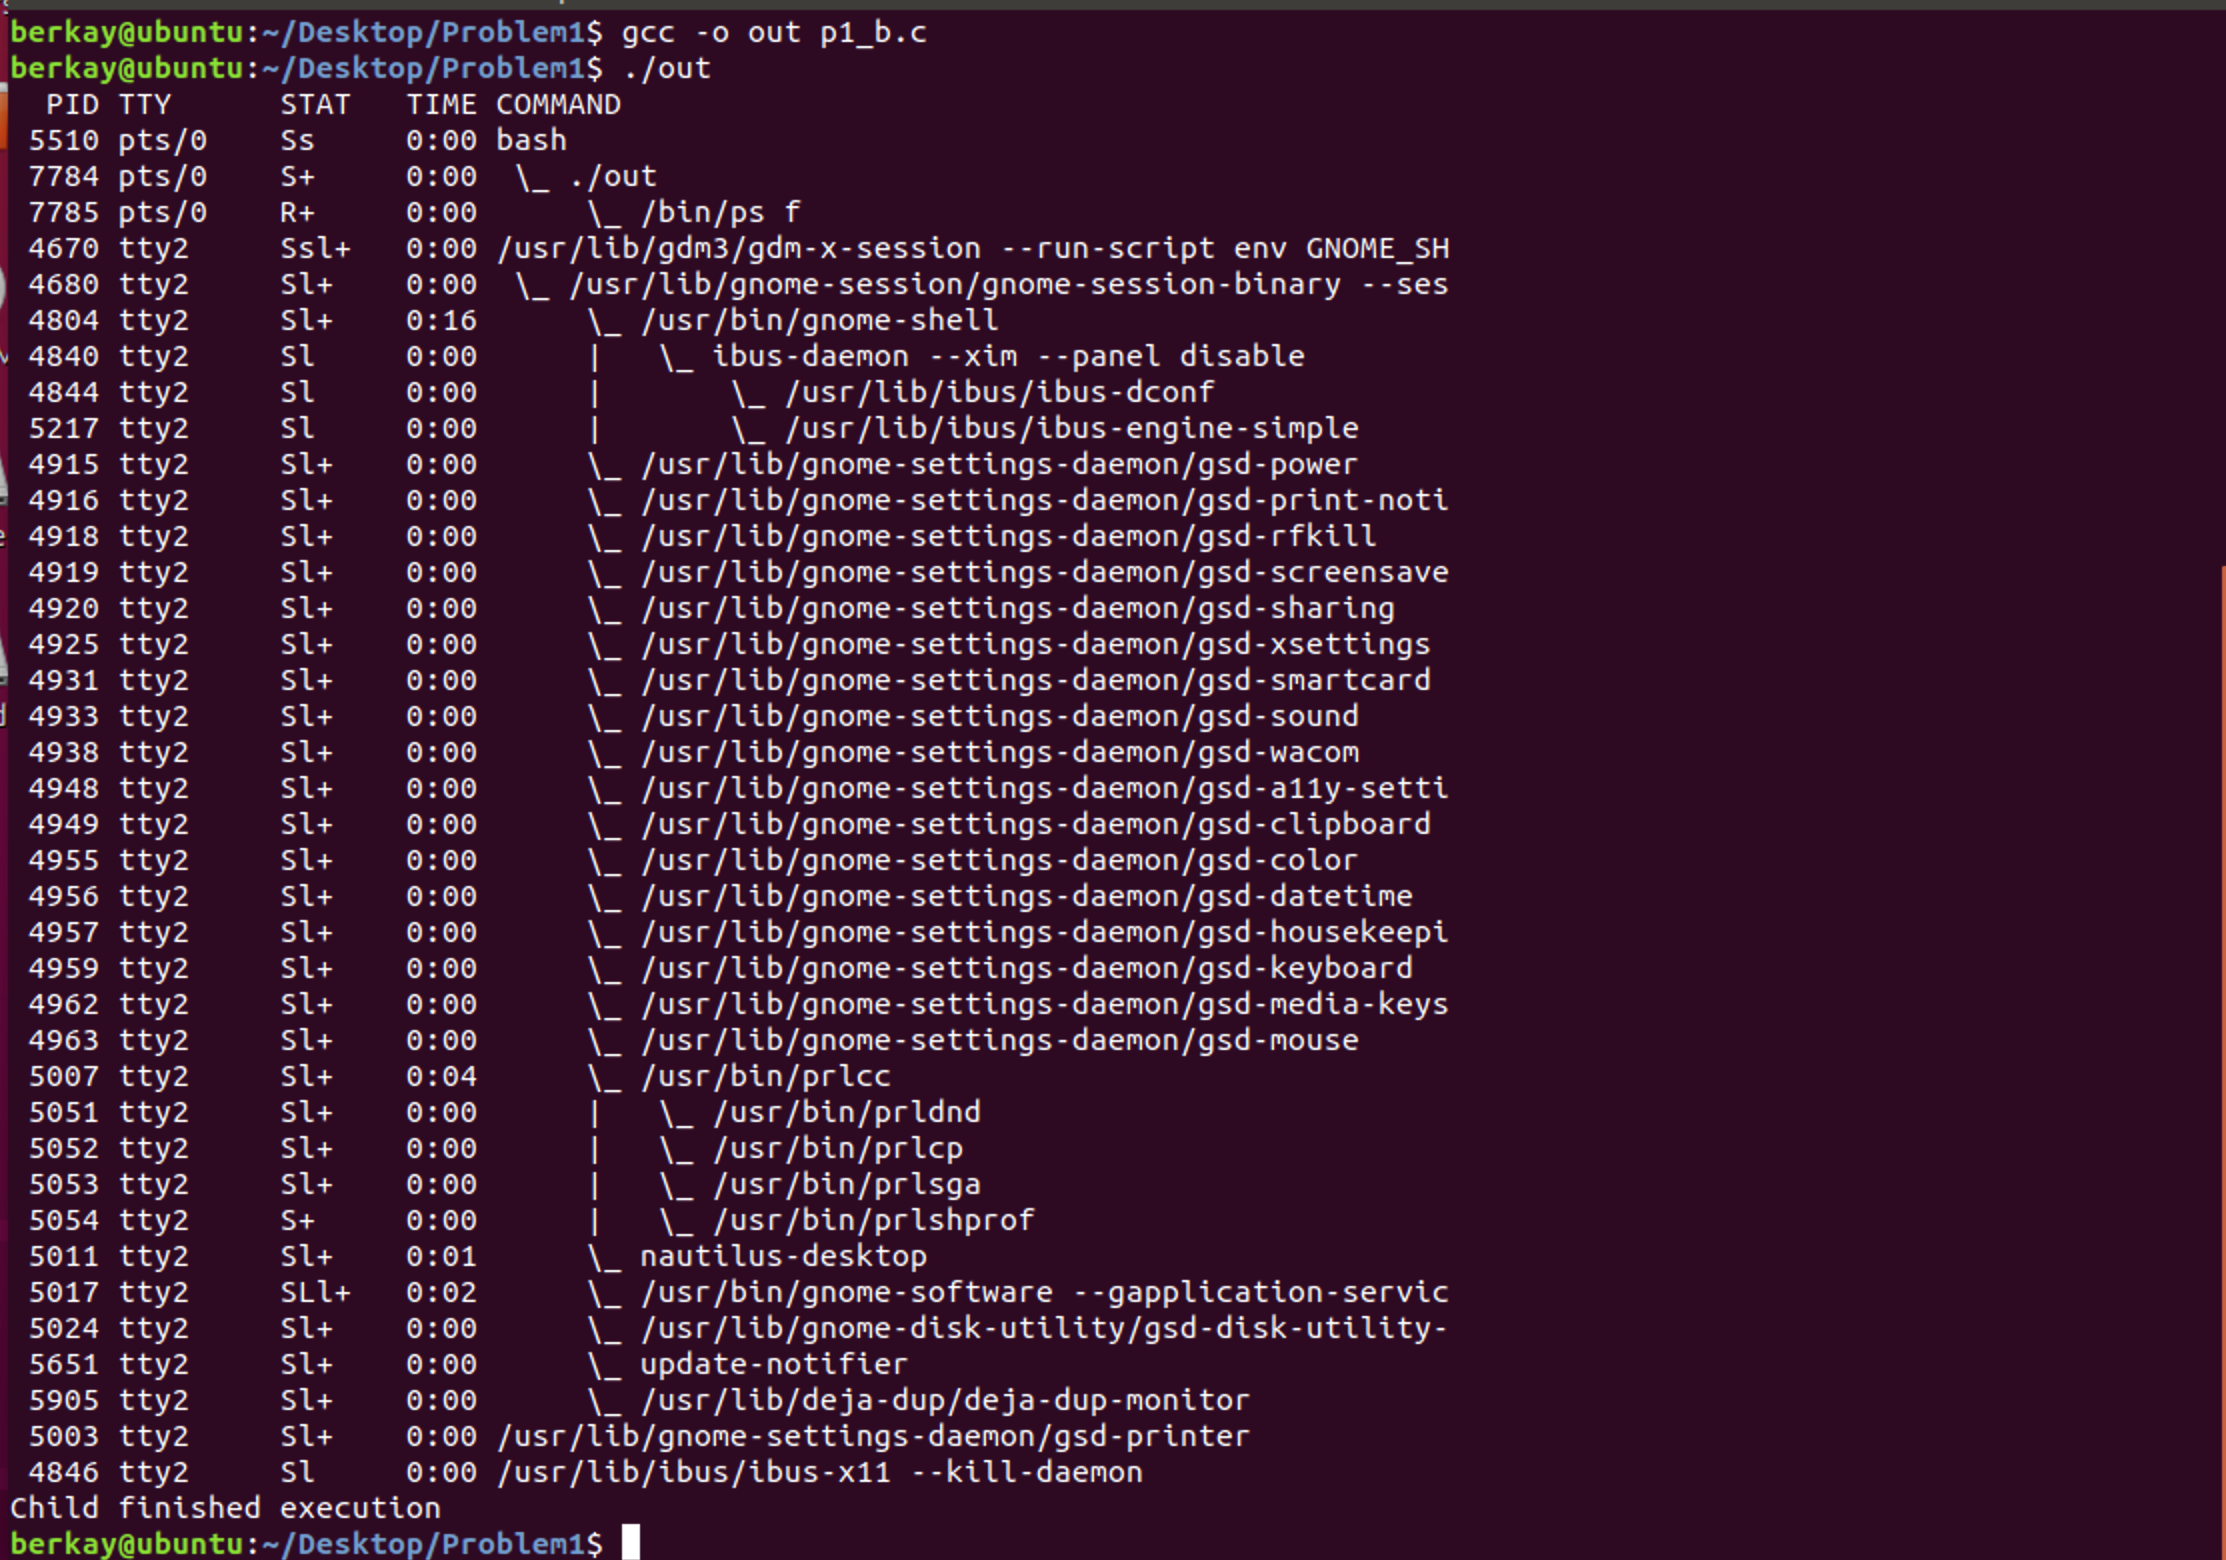 berkay@ubuntu:~/Desktop/Problem1$ gcc -o out p1_b.c
berkay@ubuntu:~/Desktop/Problem1$ ./out
  PID TTY      STAT   TIME COMMAND
 5510 pts/0    Ss     0:00 bash
 7784 pts/0    S+     0:00  \_ ./out
 7785 pts/0    R+     0:00      \_ /bin/ps f
 4670 tty2     Ssl+   0:00 /usr/lib/gdm3/gdm-x-session --run-script env GNOME_SH
 4680 tty2     Sl+    0:00  \_ /usr/lib/gnome-session/gnome-session-binary --ses
 4804 tty2     Sl+    0:16      \_ /usr/bin/gnome-shell
 4840 tty2     Sl     0:00      |   \_ ibus-daemon --xim --panel disable
 4844 tty2     Sl     0:00      |       \_ /usr/lib/ibus/ibus-dconf
 5217 tty2     Sl     0:00      |       \_ /usr/lib/ibus/ibus-engine-simple
 4915 tty2     Sl+    0:00      \_ /usr/lib/gnome-settings-daemon/gsd-power
 4916 tty2     Sl+    0:00      \_ /usr/lib/gnome-settings-daemon/gsd-print-noti
 4918 tty2     Sl+    0:00      \_ /usr/lib/gnome-settings-daemon/gsd-rfkill
 4919 tty2     Sl+    0:00      \_ /usr/lib/gnome-settings-daemon/gsd-screensave
 4920 tty2     Sl+    0:00      \_ /usr/lib/gnome-settings-daemon/gsd-sharing
 4925 tty2     Sl+    0:00      \_ /usr/lib/gnome-settings-daemon/gsd-xsettings
 4931 tty2     Sl+    0:00      \_ /usr/lib/gnome-settings-daemon/gsd-smartcard
 4933 tty2     Sl+    0:00      \_ /usr/lib/gnome-settings-daemon/gsd-sound
 4938 tty2     Sl+    0:00      \_ /usr/lib/gnome-settings-daemon/gsd-wacom
 4948 tty2     Sl+    0:00      \_ /usr/lib/gnome-settings-daemon/gsd-a11y-setti
 4949 tty2     Sl+    0:00      \_ /usr/lib/gnome-settings-daemon/gsd-clipboard
 4955 tty2     Sl+    0:00      \_ /usr/lib/gnome-settings-daemon/gsd-color
 4956 tty2     Sl+    0:00      \_ /usr/lib/gnome-settings-daemon/gsd-datetime
 4957 tty2     Sl+    0:00      \_ /usr/lib/gnome-settings-daemon/gsd-housekeepi
 4959 tty2     Sl+    0:00      \_ /usr/lib/gnome-settings-daemon/gsd-keyboard
 4962 tty2     Sl+    0:00      \_ /usr/lib/gnome-settings-daemon/gsd-media-keys
 4963 tty2     Sl+    0:00      \_ /usr/lib/gnome-settings-daemon/gsd-mouse
 5007 tty2     Sl+    0:04      \_ /usr/bin/prlcc
 5051 tty2     Sl+    0:00      |   \_ /usr/bin/prldnd
 5052 tty2     Sl+    0:00      |   \_ /usr/bin/prlcp
 5053 tty2     Sl+    0:00      |   \_ /usr/bin/prlsga
 5054 tty2     S+     0:00      |   \_ /usr/bin/prlshprof
 5011 tty2     Sl+    0:01      \_ nautilus-desktop
 5017 tty2     SLl+   0:02      \_ /usr/bin/gnome-software --gapplication-servic
 5024 tty2     Sl+    0:00      \_ /usr/lib/gnome-disk-utility/gsd-disk-utility-
 5651 tty2     Sl+    0:00      \_ update-notifier
 5905 tty2     Sl+    0:00      \_ /usr/lib/deja-dup/deja-dup-monitor
 5003 tty2     Sl+    0:00 /usr/lib/gnome-settings-daemon/gsd-printer
 4846 tty2     Sl     0:00 /usr/lib/ibus/ibus-x11 --kill-daemon
Child finished execution
berkay@ubuntu:~/Desktop/Problem1$